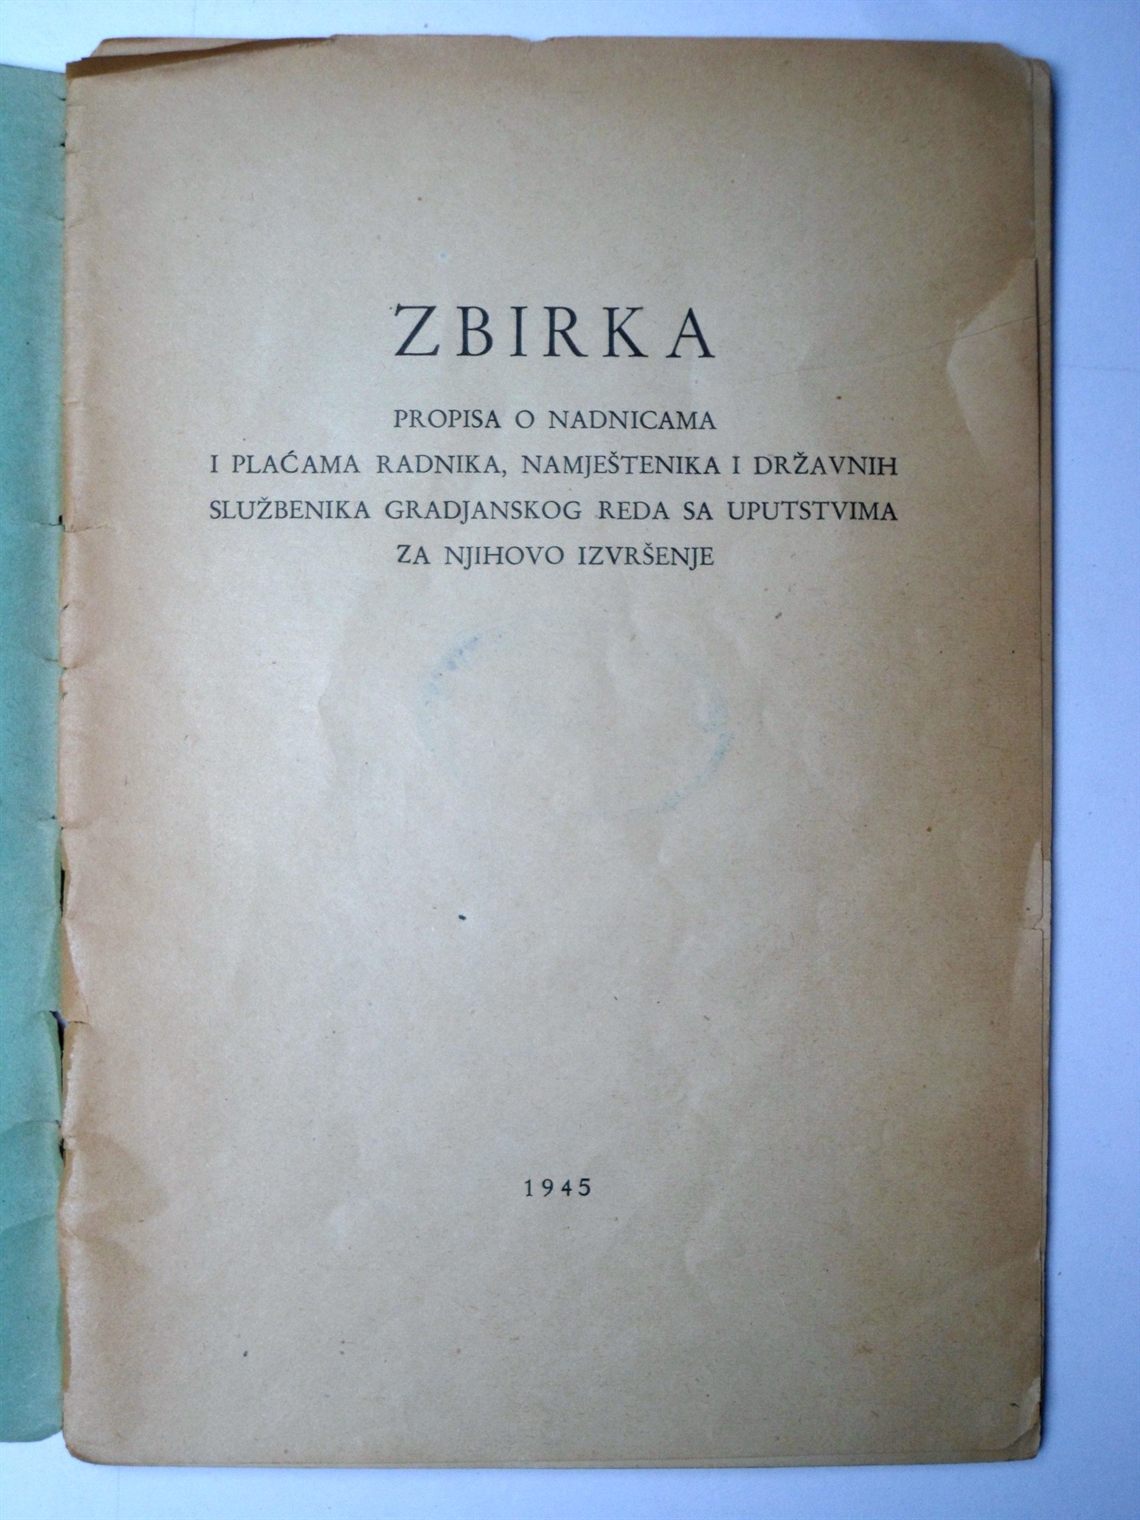 ZBIRKA
PROPISA O NADNICAMA
I PLAĆAMA RADNIKA, NAMJEŠTENIKA I DRŽAVNIH
SLUŽBENIKA GRADJANSKOG REDA SA UPUTSTVIMA
ZA NJIHOVO IZVRŠENJE
1945